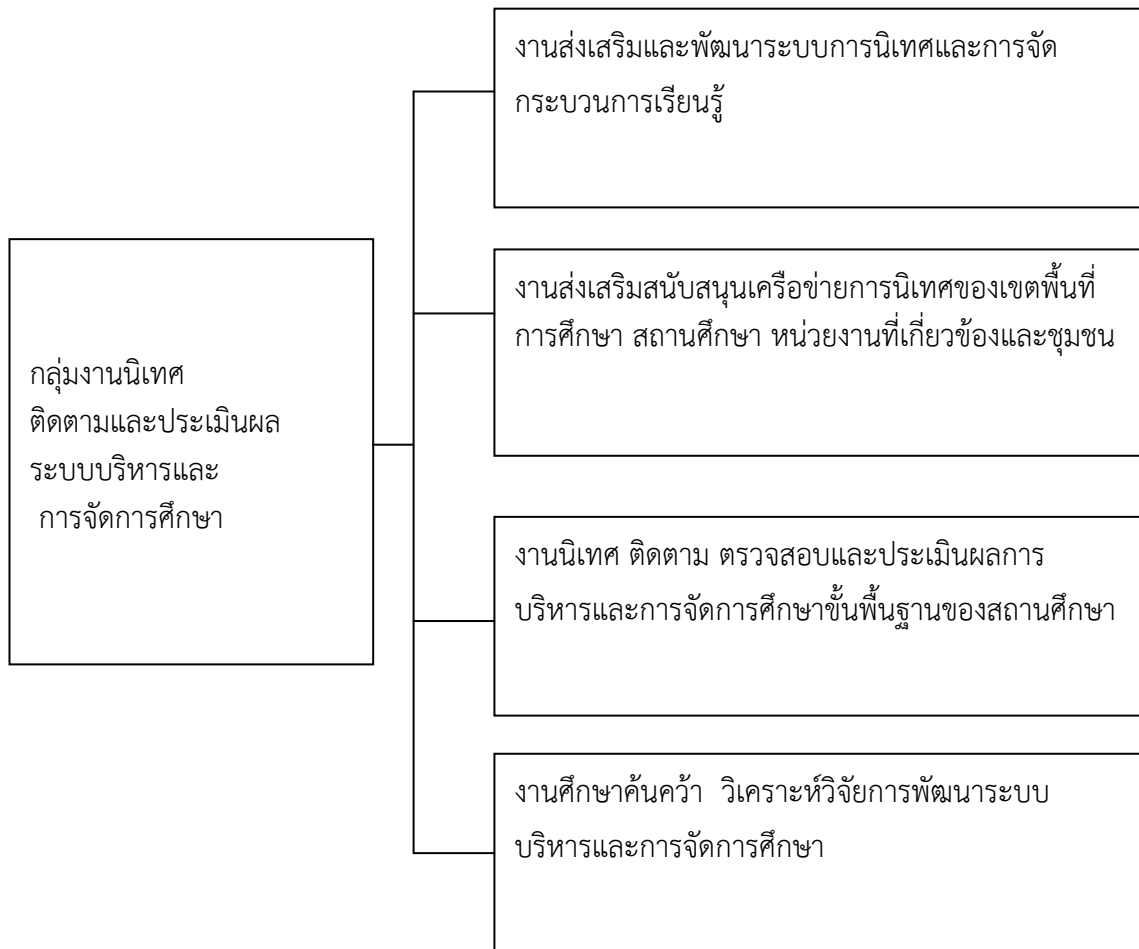 งานส่งเสริมและพัฒนาระบบการนิเทศและการจัด
กระบวนการเรียนรู้
งานส่งเสริมสนับสนุนเครือข่ายการนิเทศของเขตพื้นที่
การศึกษา สถานศึกษา หน่วยงานที่เกี่ยวข้องและชุมชน
กลุ่มงานนิเทศ
ติดตามและประเมินผล
ระบบบริหารและ
การจัดการศึกษา
งานนิเทศ ติดตาม ตรวจสอบและประเมินผลการ
บริหารและการจัดการศึกษาขั้นพื้นฐานของสถานศึกษา
งานศึกษาค้นคว้า วิเคราะห์วิจัยการพัฒนาระบบ
บริหารและการจัดการศึกษา